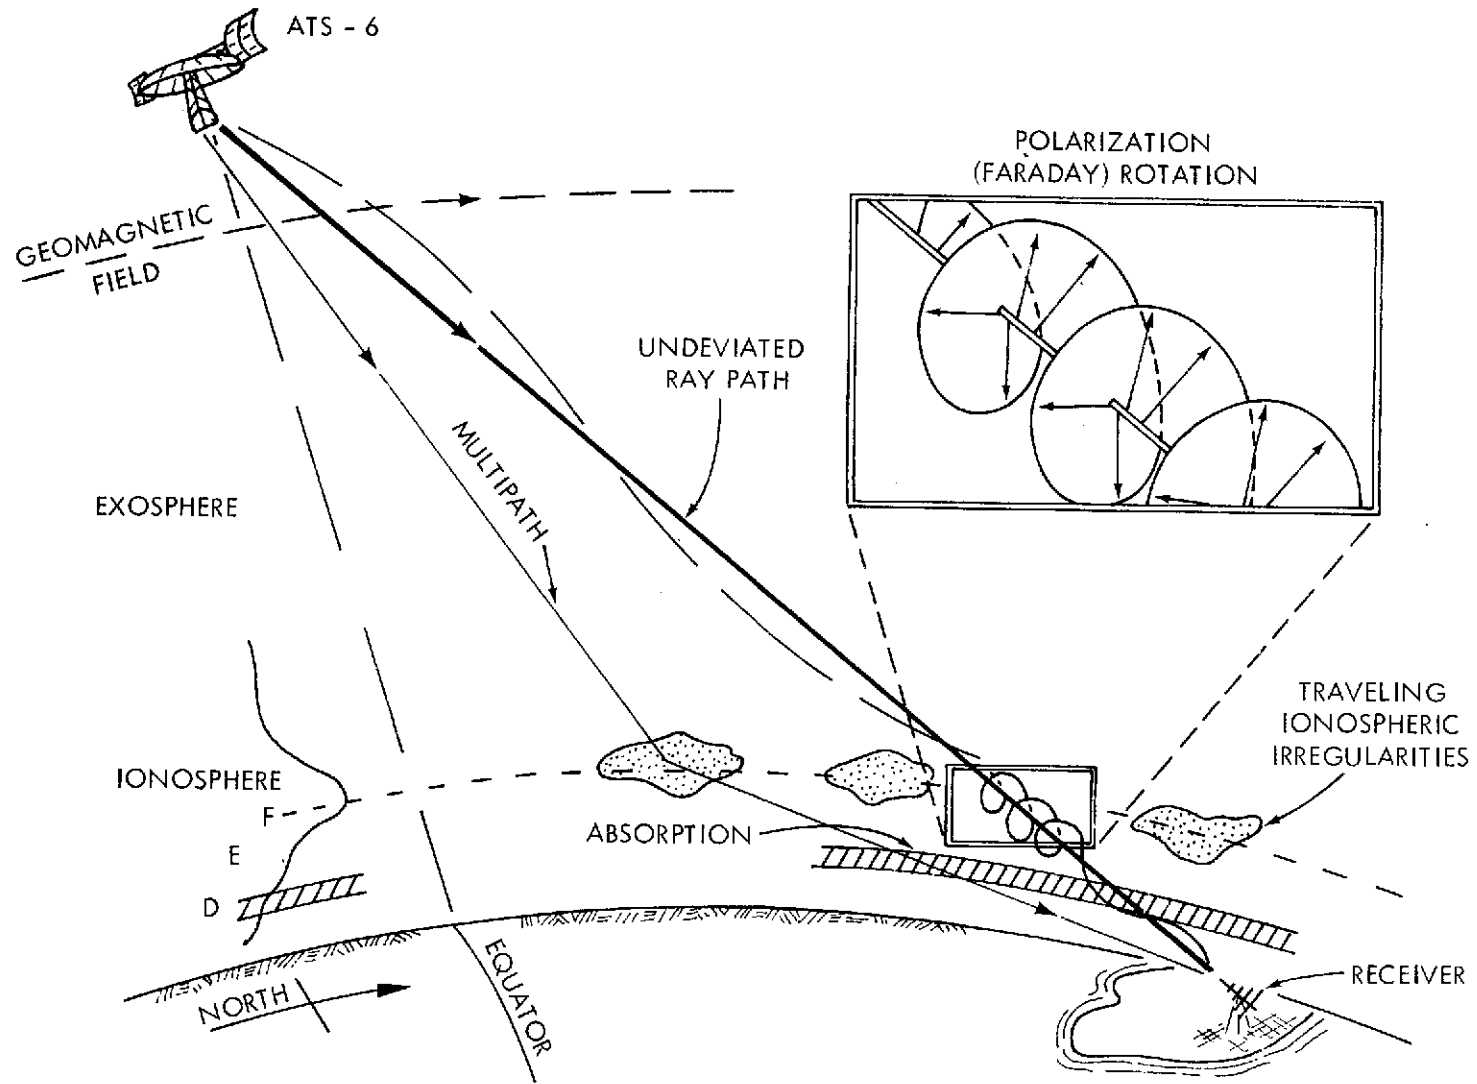 ATS - 6
POLARIZATION
(FARADAY) ROTATION
GEOMAGNETIC
FIELD
UNDEVIATED
RAY PATH
MULTIPATH
EXOSPHERE
TRAVELING
IONOSPHERIC
IRREGULARITIES
IONOSPHERE
F
ABSORPTION
E
D
RECEIVER
NORTH
EQUATOR